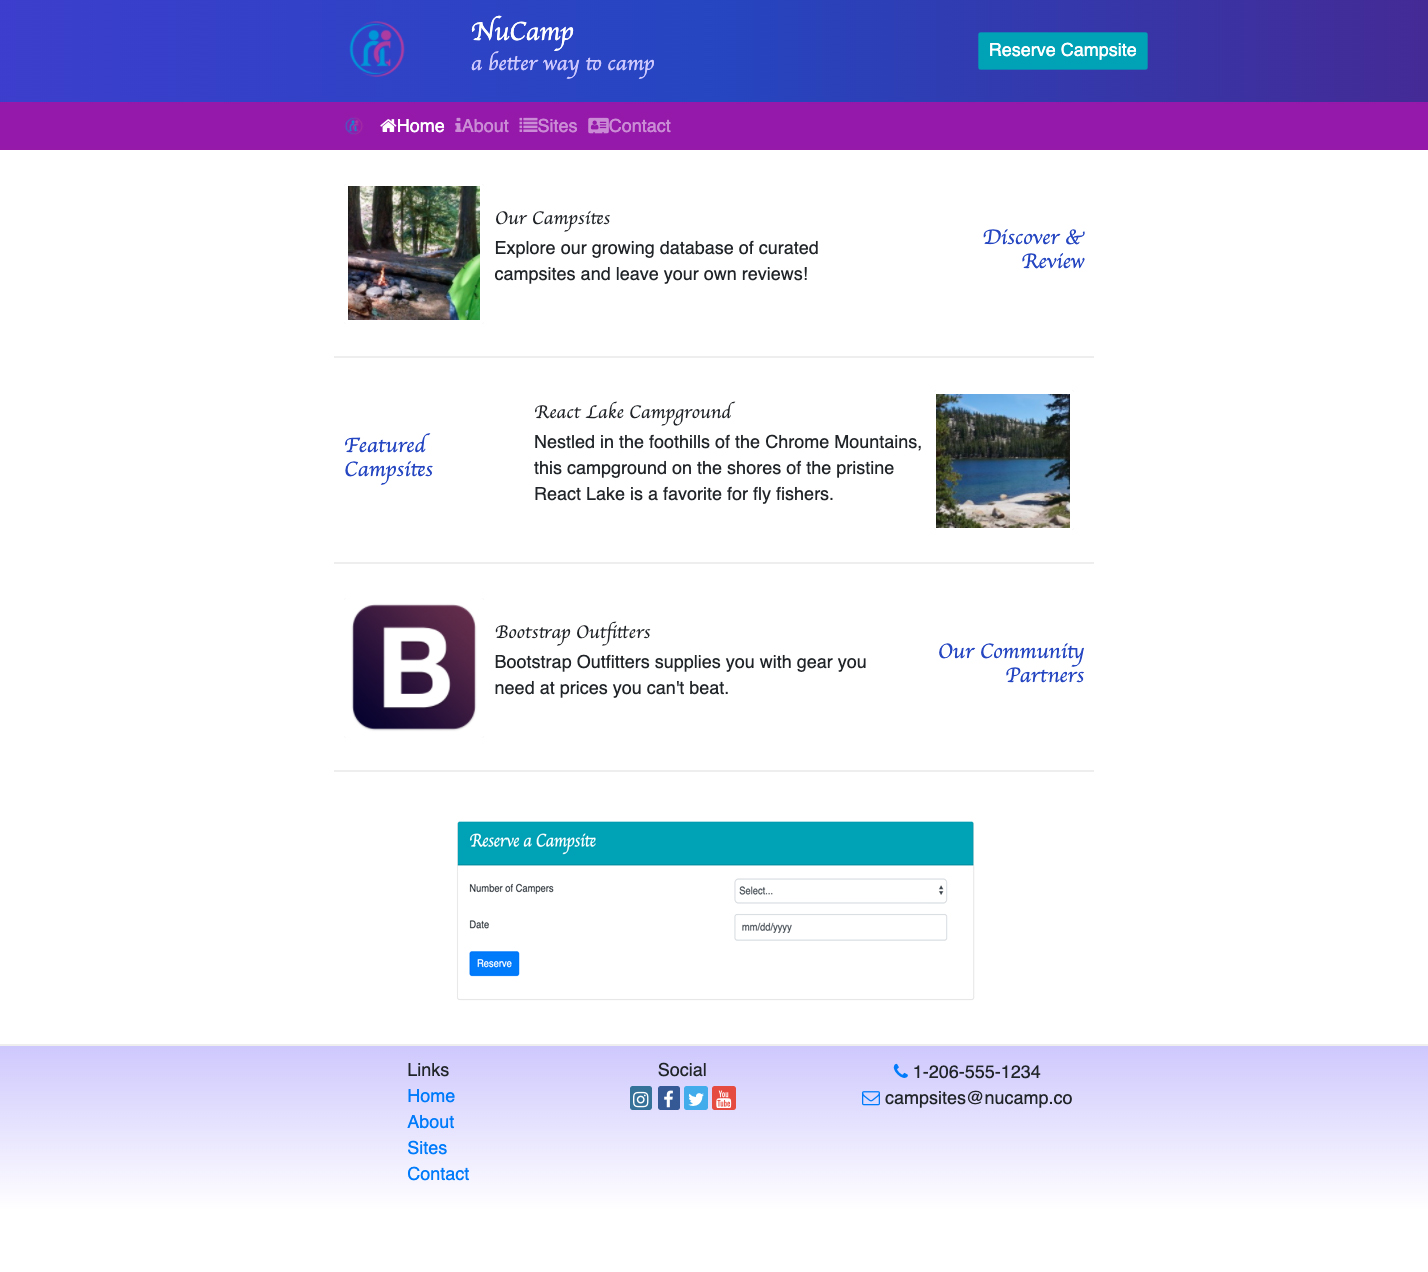 NuCamp
a better way to camp
Reserve Campsite
Home About Sites Contact
Our Campsites
Explore our growing database of curated
campsites and leave your own reviews!
Discover &
Review
Featured
Campsites
React Lake Campground
Nestled in the foothills of the Chrome Mountains,
this campground on the shores of the pristine
React Lake is a favorite for fly fishers.
B
Bootstrap Outfitters
Bootstrap Outfitters supplies you with gear you
need at prices you can't beat.
Our Community
Partners
Reserve a Campsite
Number of Campers
Select...
Date
mm/dd/yyyy
Reserve
Links
Home
About
Sites
Contact
Social
You
Tube
1-206-555-1234
campsites@nucamp.co